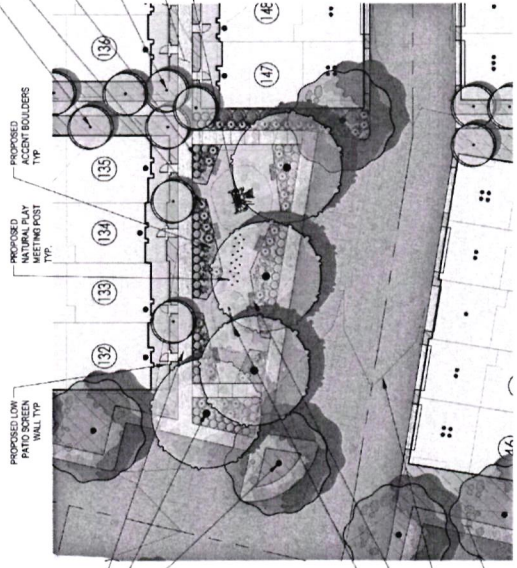 PROPOSED
ACCENT BOULDERS
TYP.
PROPOSED
NATURAL PLAY
MEETING POST
TYP.
PROPOSED LOW
PATIO SCREEN
WALL TYP
136
135
134
133
132
148
147